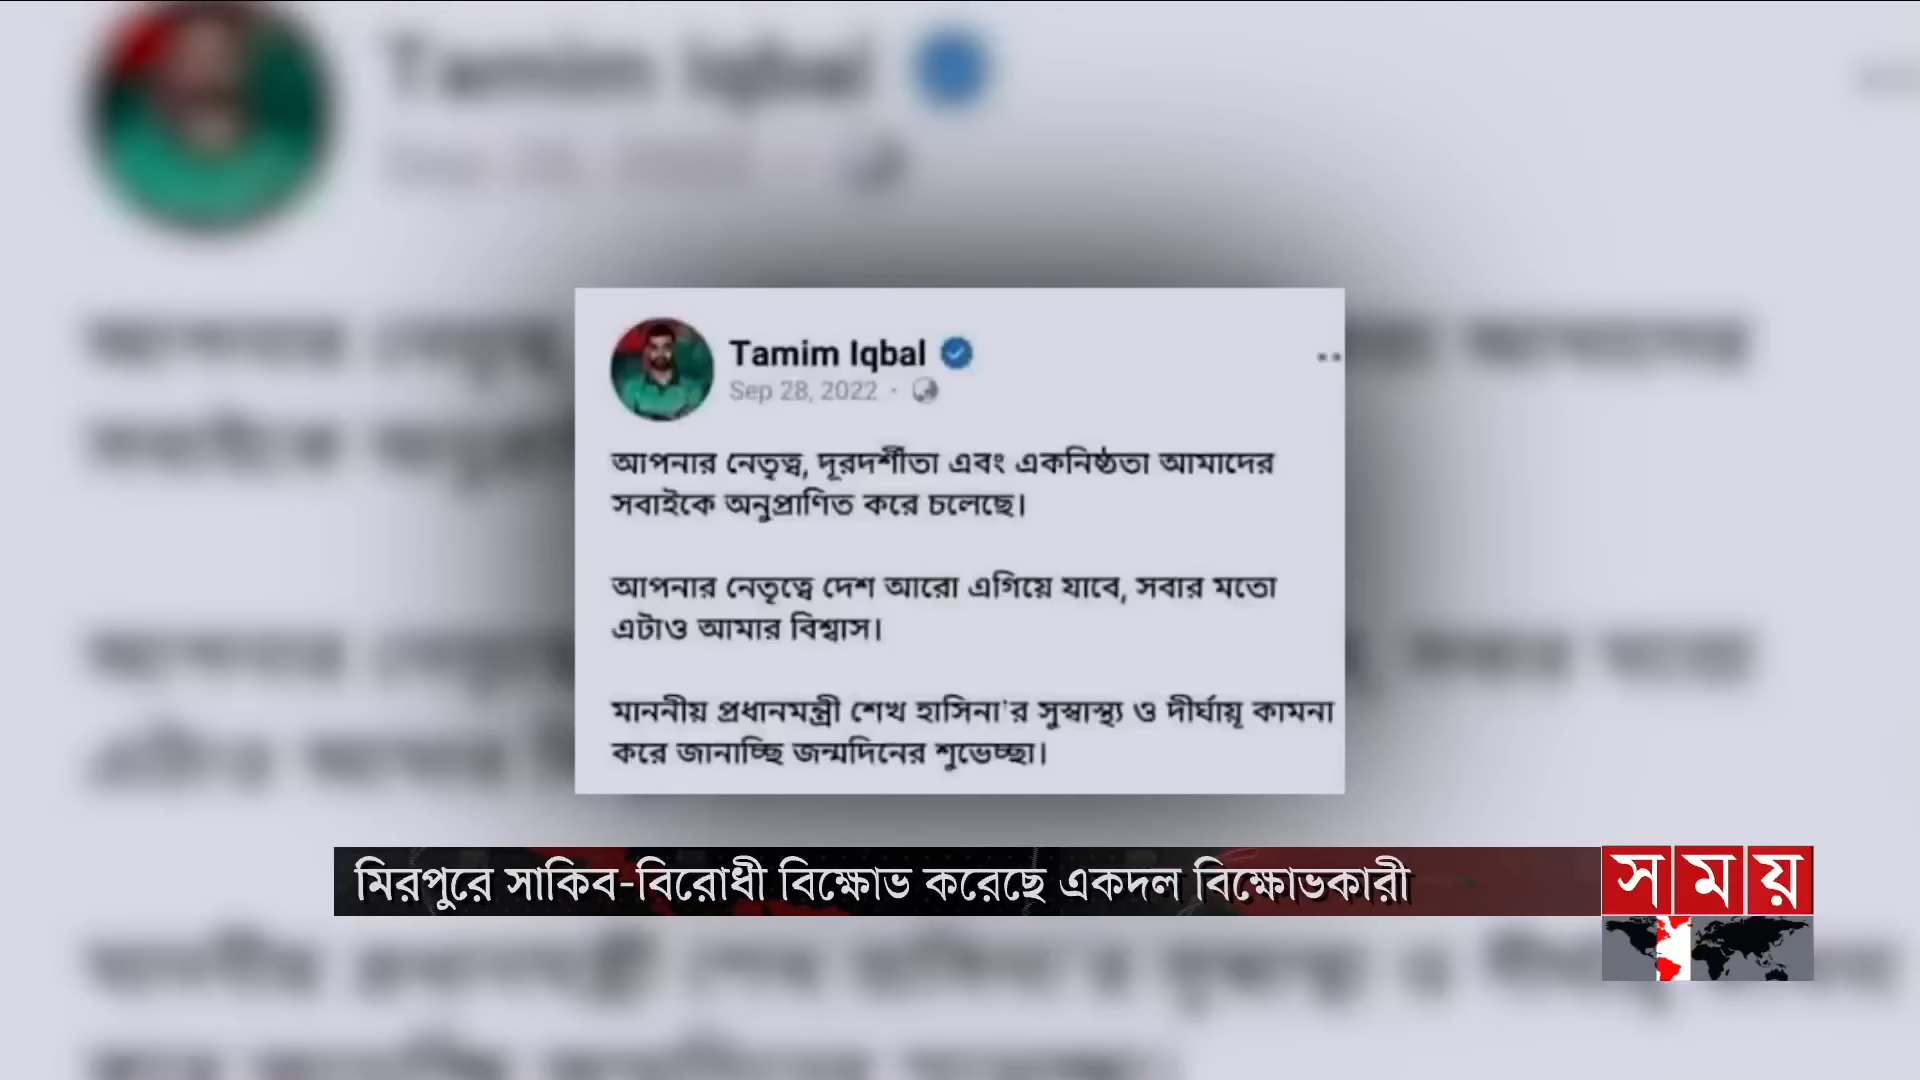 Tamim Iqbal
Sep 28, 2022 ·
আপনার নেতৃত্ব, দূরদর্শীতা এবং একনিষ্ঠতা আমাদের
সবাইকে অনুপ্রাণিত করে চলেছে।
আপনার নেতৃত্বে দেশ আরো এগিয়ে যাবে, সবার মতো
এটাও আমার বিশ্বাস।
মাননীয় প্রধানমন্ত্রী শেখ হাসিনা'র সুস্বাস্থ্য ও দীর্ঘায়ূ কামনা
করে জানাচ্ছি জন্মদিনের শুভেচ্ছা।
মিরপুরে সাকিব-বিরোধী বিক্ষোভ করেছে একদল বিক্ষোভকারী
সময়